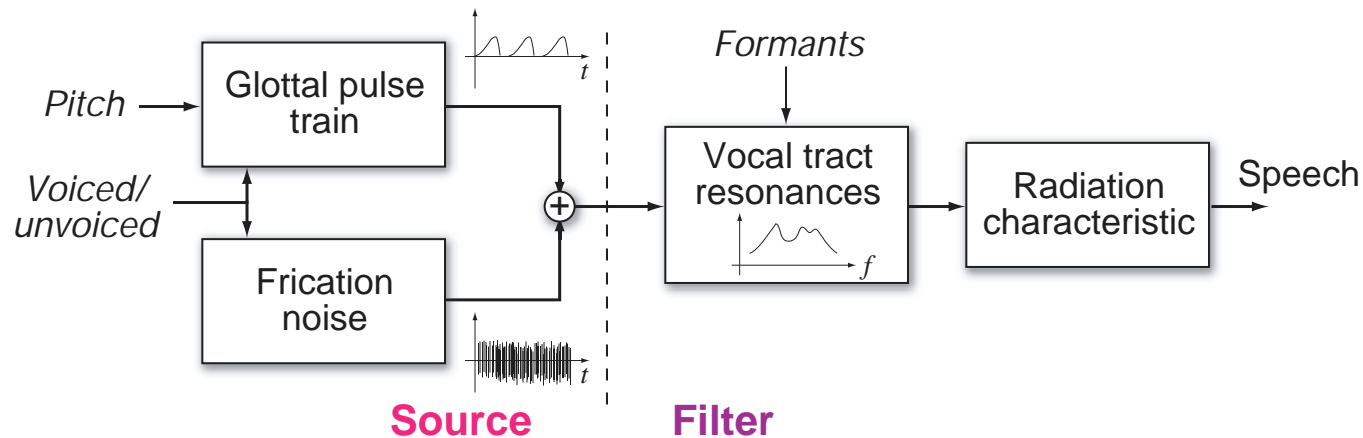 Pitch
Voiced/
unvoiced
Glottal pulse
train
t
Frication
noise
t
+
Formants
Vocal tract
resonances
f
Radiation
characteristic
Speech
Source
Filter